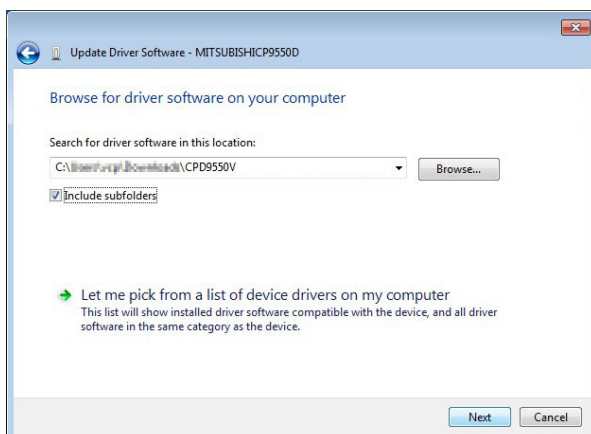 Update Driver Software - MITSUBISHICP9550D
Browse for driver software on your computer
Search for driver software in this location:
C:\ \CPD9550V
Browse...
Include subfolders
Let me pick from a list of device drivers on my computer
This list will show installed driver software compatible with the device, and all driver
software in the same category as the device.
Next
Cancel